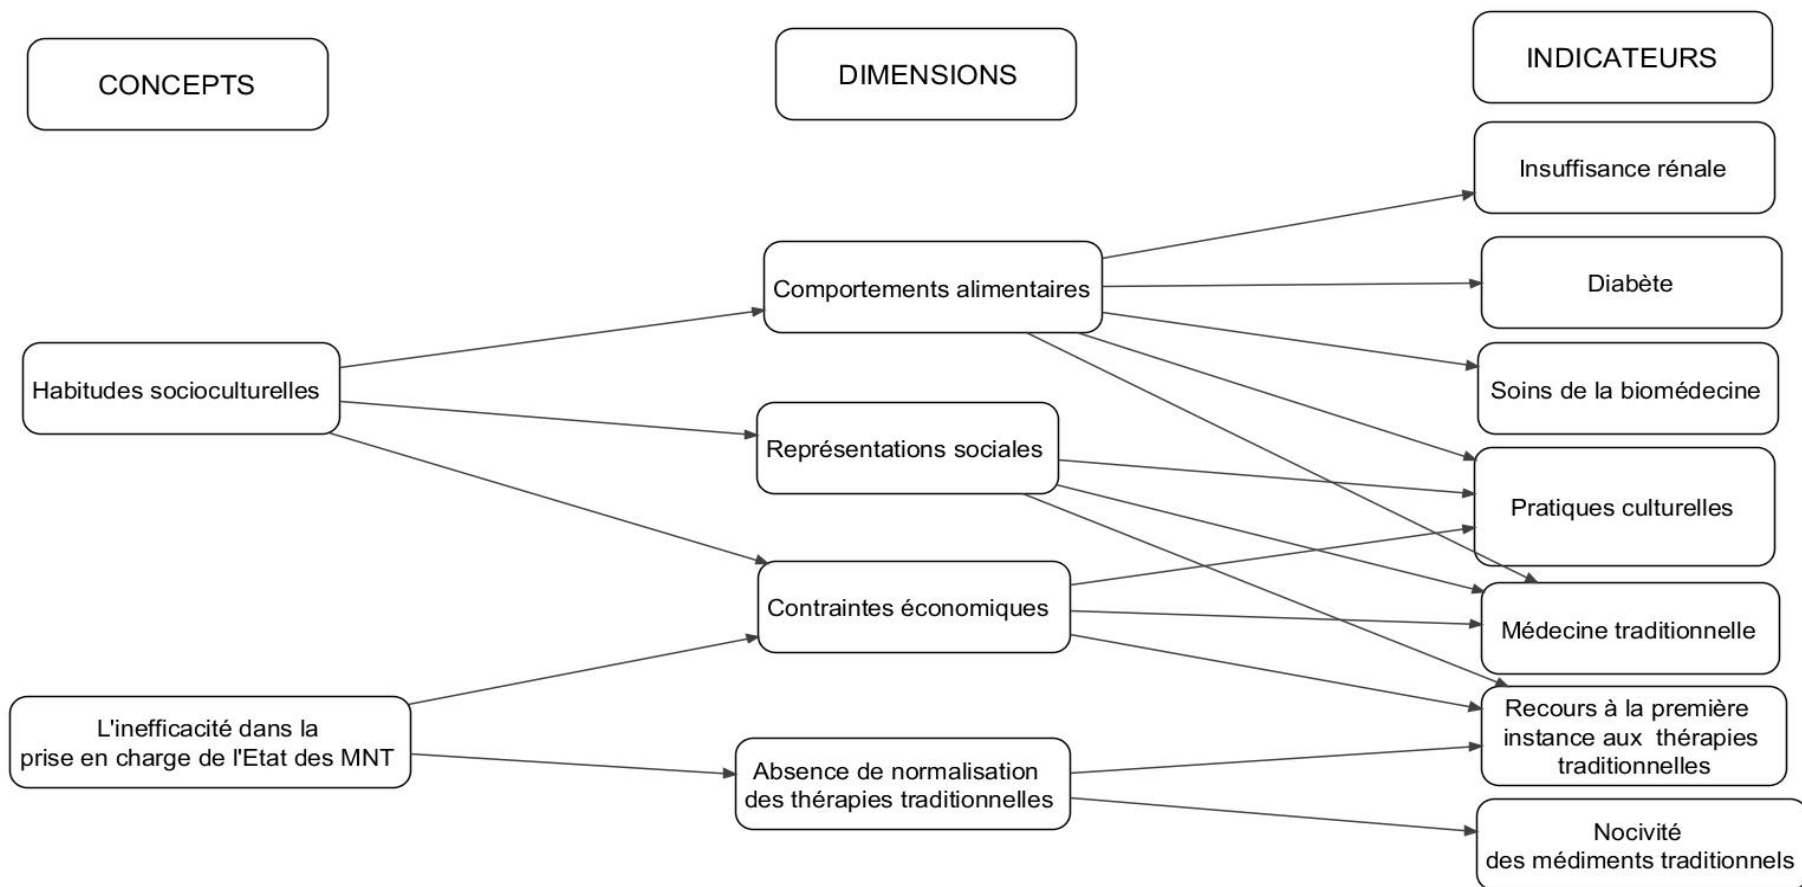 CONCEPTS
DIMENSIONS
INDICATEURS
Habitudes socioculturelles
L'inefficacité dans la
prise en charge de l'Etat des MNT
Comportements alimentaires
Représentations sociales
Contraintes économiques
Absence de normalisation
des thérapies traditionnelles
Insuffisance rénale
Diabète
Soins de la biomédecine
Pratiques culturelles
Médecine traditionnelle
Recours à la première
instance aux thérapies
traditionnelles
Nocivité
des médiments traditionnels